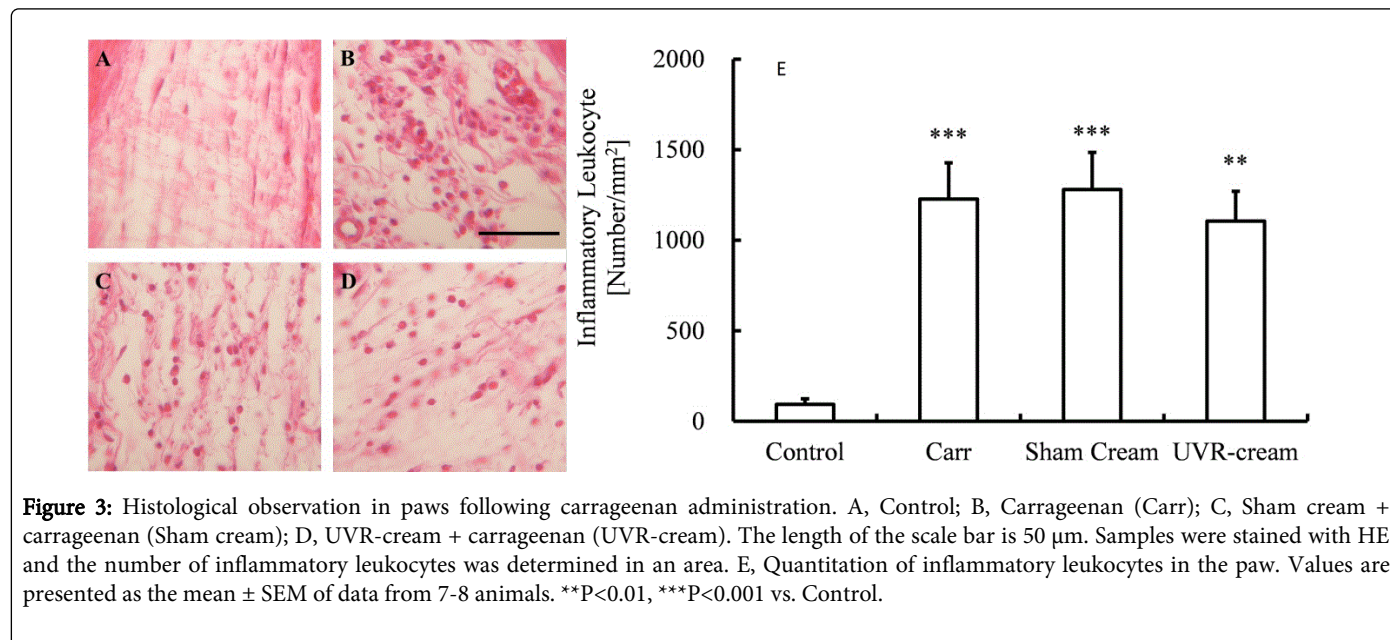 A
B
C
D
Inflammatory Leukocyte
[Number/mm²]
E
2000
1500
1000
500
0
***
***
**
Control
Carr
Sham Cream
UVR-cream
Figure 3: Histological observation in paws following carrageenan administration. A, Control; B, Carrageenan (Carr); C, Sham cream +
carrageenan (Sham cream); D, UVR-cream + carrageenan (UVR-cream). The length of the scale bar is 50 μm. Samples were stained with HE
and the number of inflammatory leukocytes was determined in an area. E, Quantitation of inflammatory leukocytes in the paw. Values are
presented as the mean ± SEM of data from 7-8 animals. **P<0.01, ***P<0.001 vs. Control.